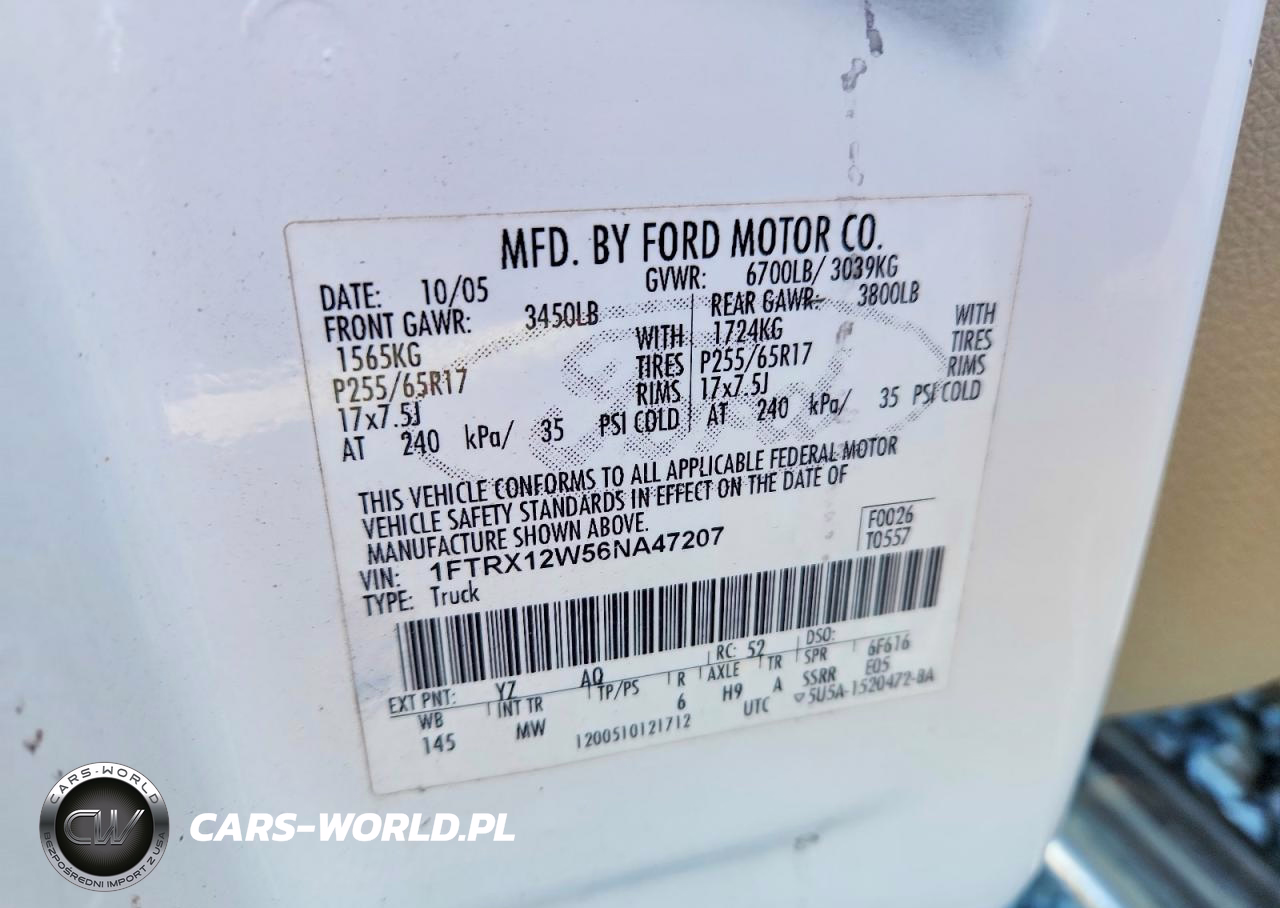 MFD. BY FORD MOTOR CO.
DATE: 10/05 GVWR: 6700LB/ 3039KG
FRONT GAWR: 3450LB REAR GAWR: 3800LB
1565KG WITH 1724KG WITH
P255/65R17 TIRES P255/65R17 TIRES
17x7.5J RIMS 17x7.5J RIMS
AT 240 kPa/ 35 PSI COLD AT 240 kPa/ 35 PSI COLD
THIS VEHICLE CONFORMS TO ALL APPLICABLE FEDERAL MOTOR
VEHICLE SAFETY STANDARDS IN EFFECT ON THE DATE OF
MANUFACTURE SHOWN ABOVE.
F0026
VIN: 1FTRX12W56NA47207 T0557
TYPE: Truck
EXT PNT: YZ AQ RC: 52 DSO:
WB INT TR TP/PS R AXLE TR SPR 6F616
145 MW 6 H9 A SSRR E05
1200510121712 UTC ▽5U5A-1520472-BA
CARS-WORLD
CW
BEZPOŚREDNI IMPORT Z USA
CARS-WORLD.PL